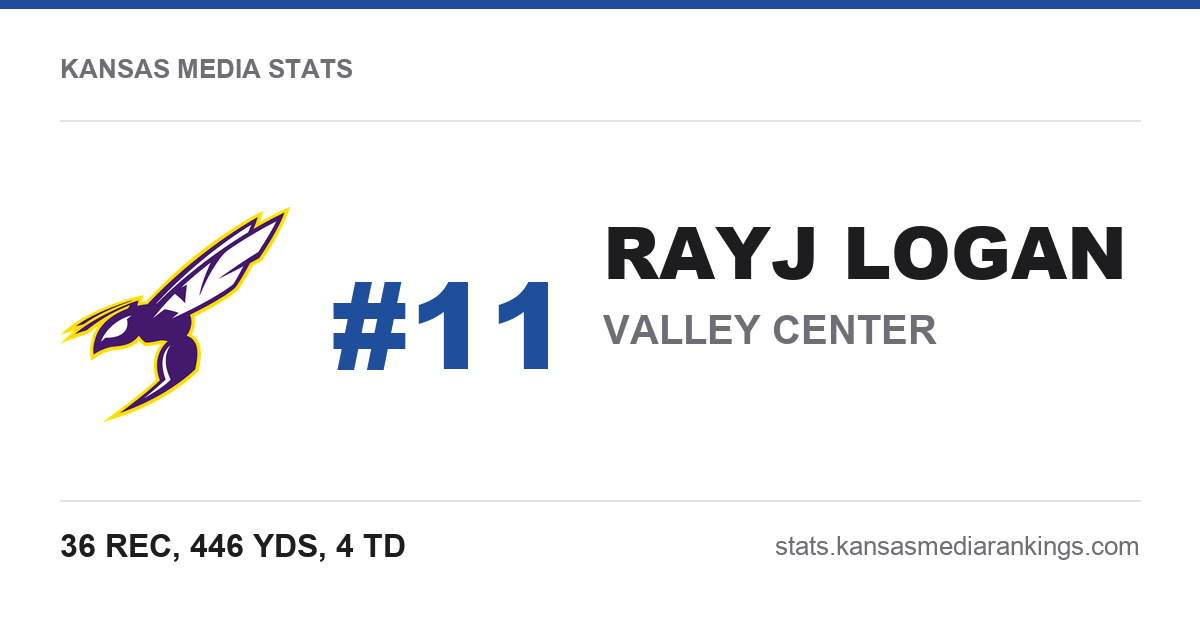 KANSAS MEDIA STATS
#11
RAYJ LOGAN
VALLEY CENTER
36 REC, 446 YDS, 4 TD
stats.kansasmediarankings.com